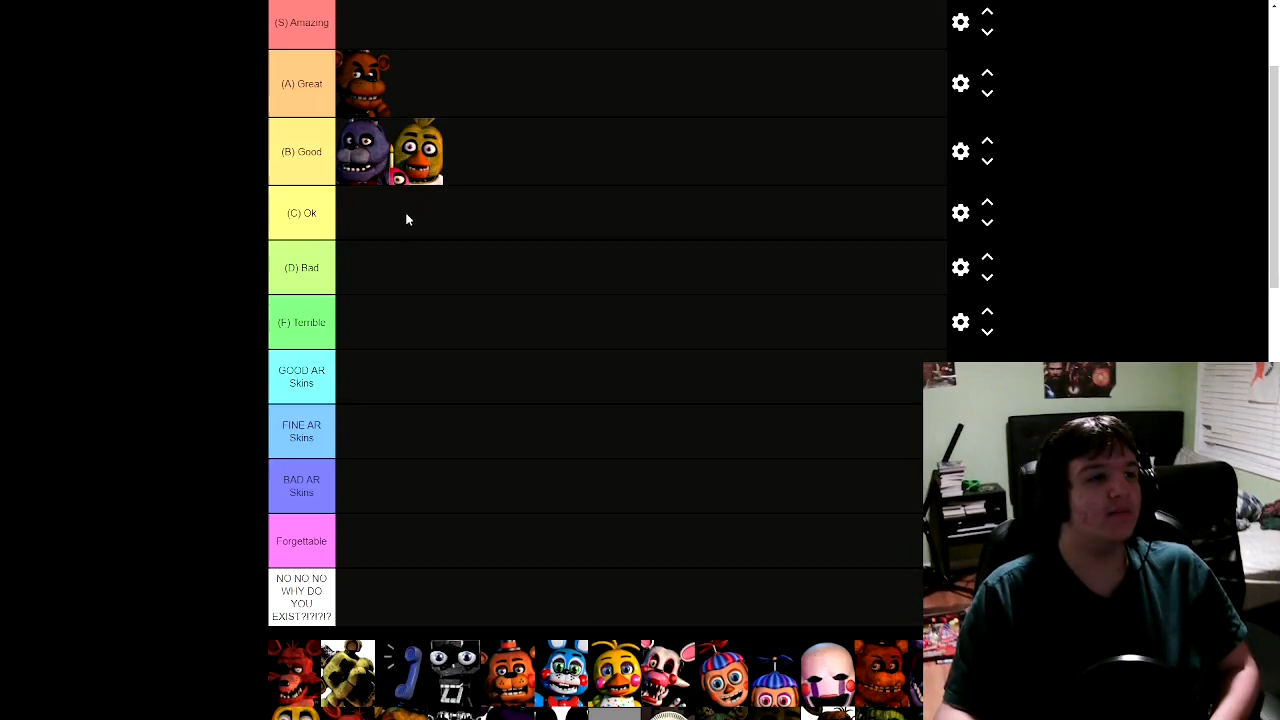 (S) Amazing
(A) Great
(B) Good
(C) Ok
(D) Bad
(F) Terrible
GOOD AR
Skins
FINE AR
Skins
BAD AR
Skins
Forgettable
NO NO NO
WHY DO
YOU
EXIST?!?!?!?